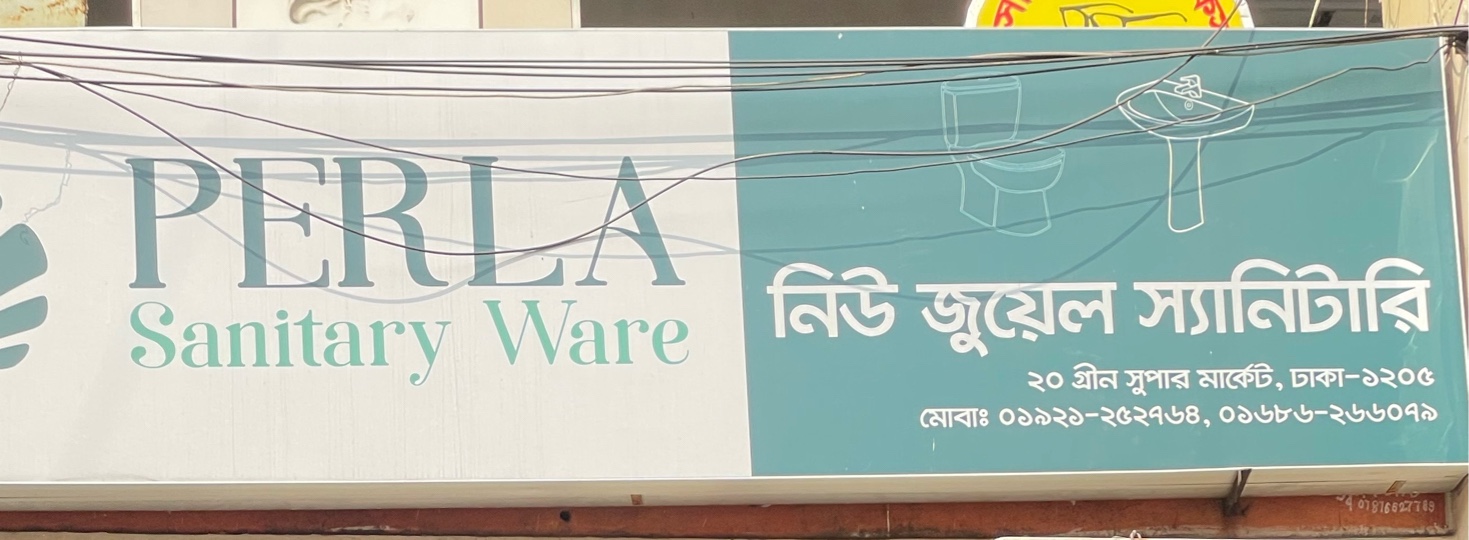 PERLA
Sanitary Ware
নিউ জুয়েল স্যানিটারি
২০ গ্রীন সুপার মার্কেট, ঢাকা-১২০৫
মোবাঃ ০১৯২১-২৫২৭৬৪, ০১৬৮৬-২৬৬০৭৯